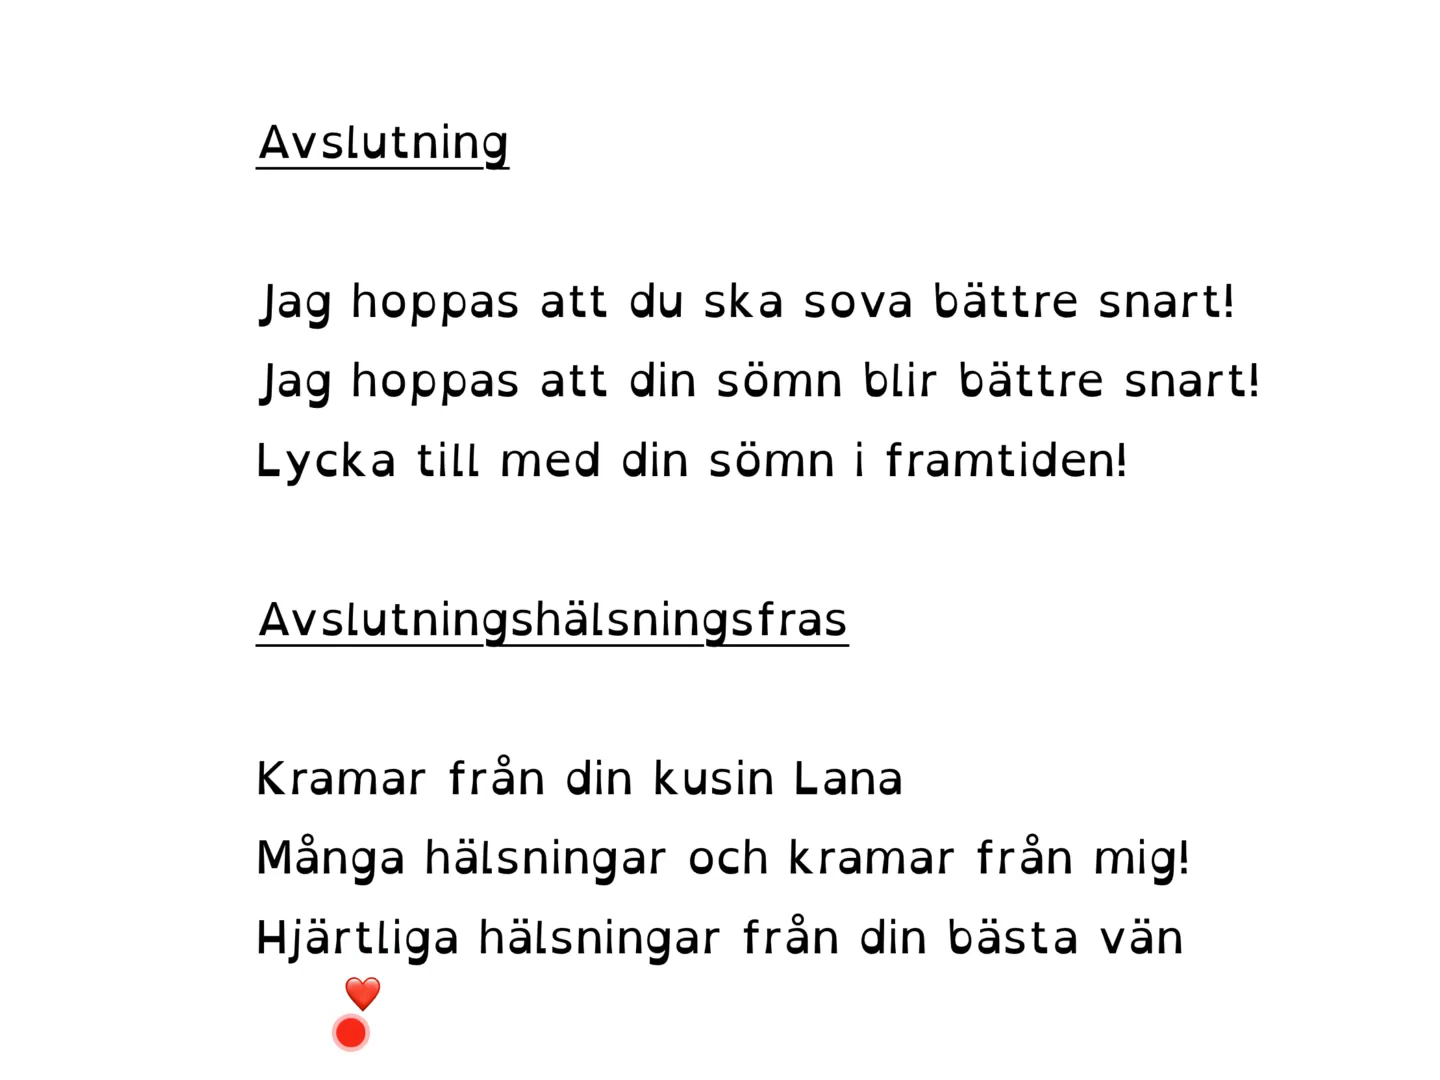 Avslutning
Jag hoppas att du ska sova bättre snart!
Jag hoppas att din sömn blir bättre snart!
Lycka till med din sömn i framtiden!
Avslutningshälsningsfras
Kramar från din kusin Lana
Många hälsningar och kramar från mig!
Hjärtliga hälsningar från din bästa vän